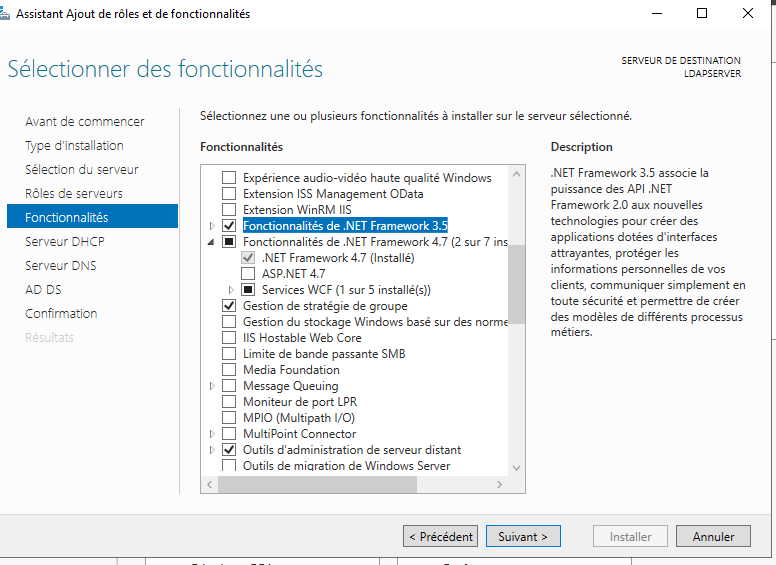 Assistant Ajout de rôles et de fonctionnalités
Sélectionner des fonctionnalités
SERVEUR DE DESTINATION
LDAPSERVER
Avant de commencer
Type d'installation
Sélection du serveur
Rôles de serveurs
Fonctionnalités
Serveur DHCP
Serveur DNS
AD DS
Confirmation
Résultats
Sélectionnez une ou plusieurs fonctionnalités à installer sur le serveur sélectionné.
Fonctionnalités
Expérience audio-vidéo haute qualité Windows
Extension ISS Management OData
Extension WinRM IIS
Fonctionnalités de .NET Framework 3.5
Fonctionnalités de .NET Framework 4.7 (2 sur 7 ins
.NET Framework 4.7 (Installé)
ASP.NET 4.7
Services WCF (1 sur 5 installé(s))
Gestion de stratégie de groupe
Gestion du stockage Windows basé sur des norme
IIS Hostable Web Core
Limite de bande passante SMB
Media Foundation
Message Queuing
Moniteur de port LPR
MPIO (Multipath I/O)
MultiPoint Connector
Outils d'administration de serveur distant
Outils de migration de Windows Server
Description
.NET Framework 3.5 associe la
puissance des API .NET
Framework 2.0 aux nouvelles
technologies pour créer des
applications dotées d'interfaces
attrayantes, protéger les
informations personnelles de vos
clients, communiquer simplement en
toute sécurité et permettre de créer
des modèles de différents processus
métiers.
< Précédent
Suivant >
Installer
Annuler